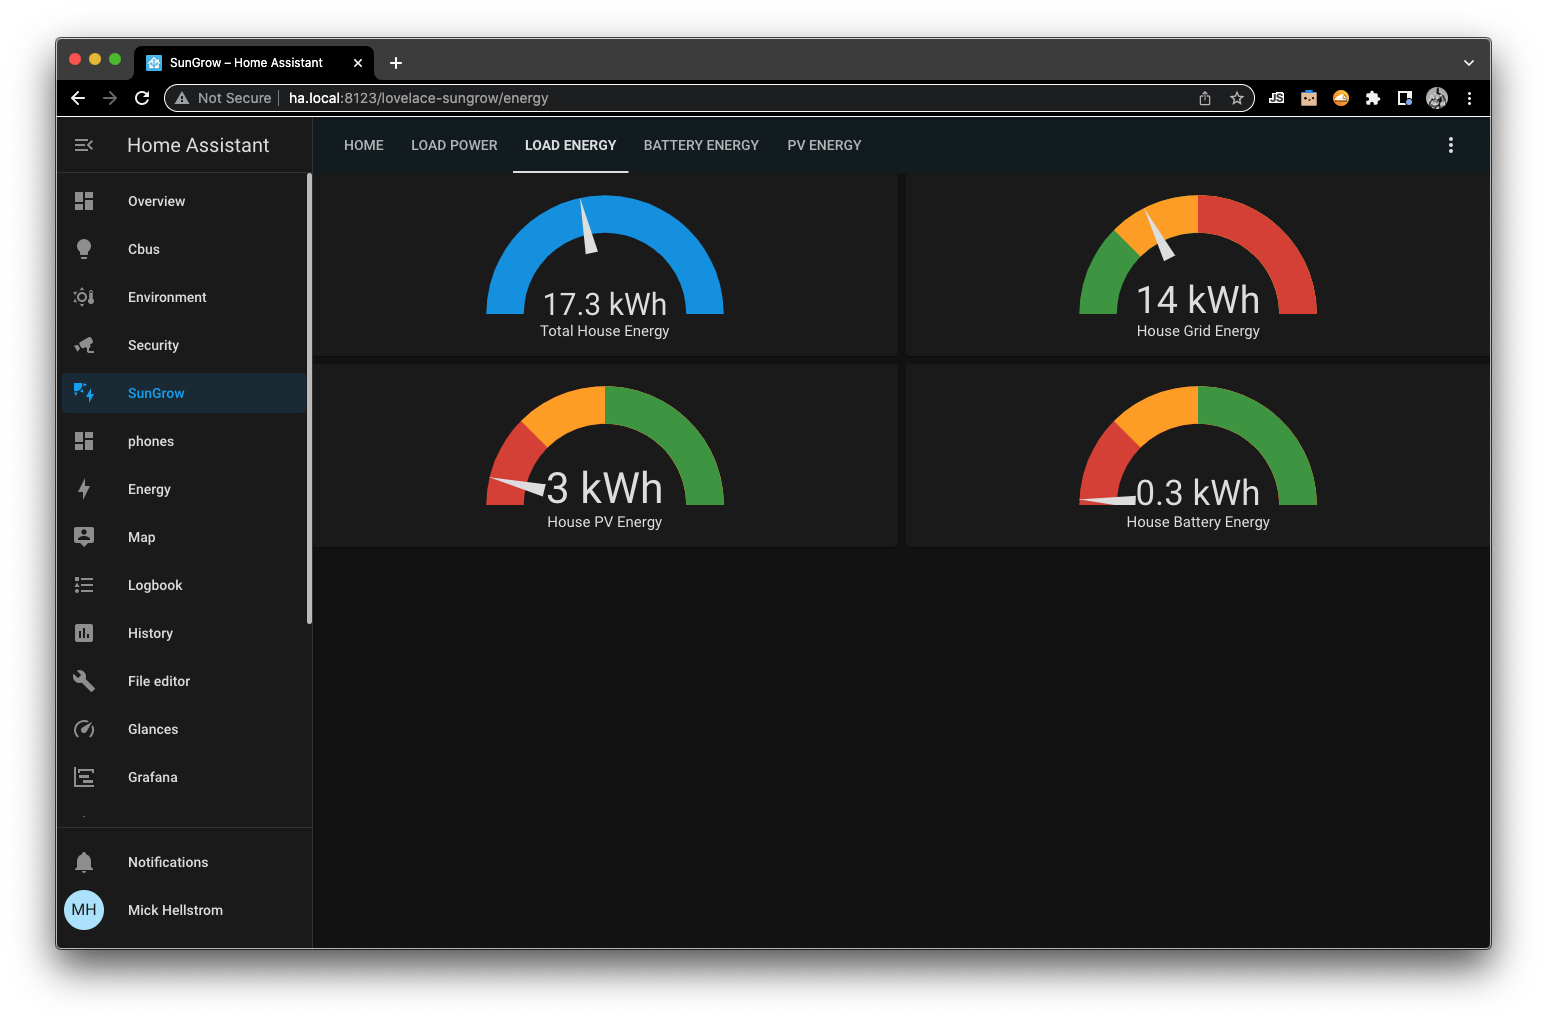 SunGrow – Home Assistant
Not Secure ha.local:8123/lovelace-sungrow/energy
JS
Home Assistant
HOME LOAD POWER LOAD ENERGY BATTERY ENERGY PV ENERGY
Overview
Cbus
Environment
Security
SunGrow
phones
Energy
Map
Logbook
History
File editor
Glances
Grafana
Notifications
MH Mick Hellstrom
17.3 kWh
Total House Energy
14 kWh
House Grid Energy
3 kWh
House PV Energy
0.3 kWh
House Battery Energy